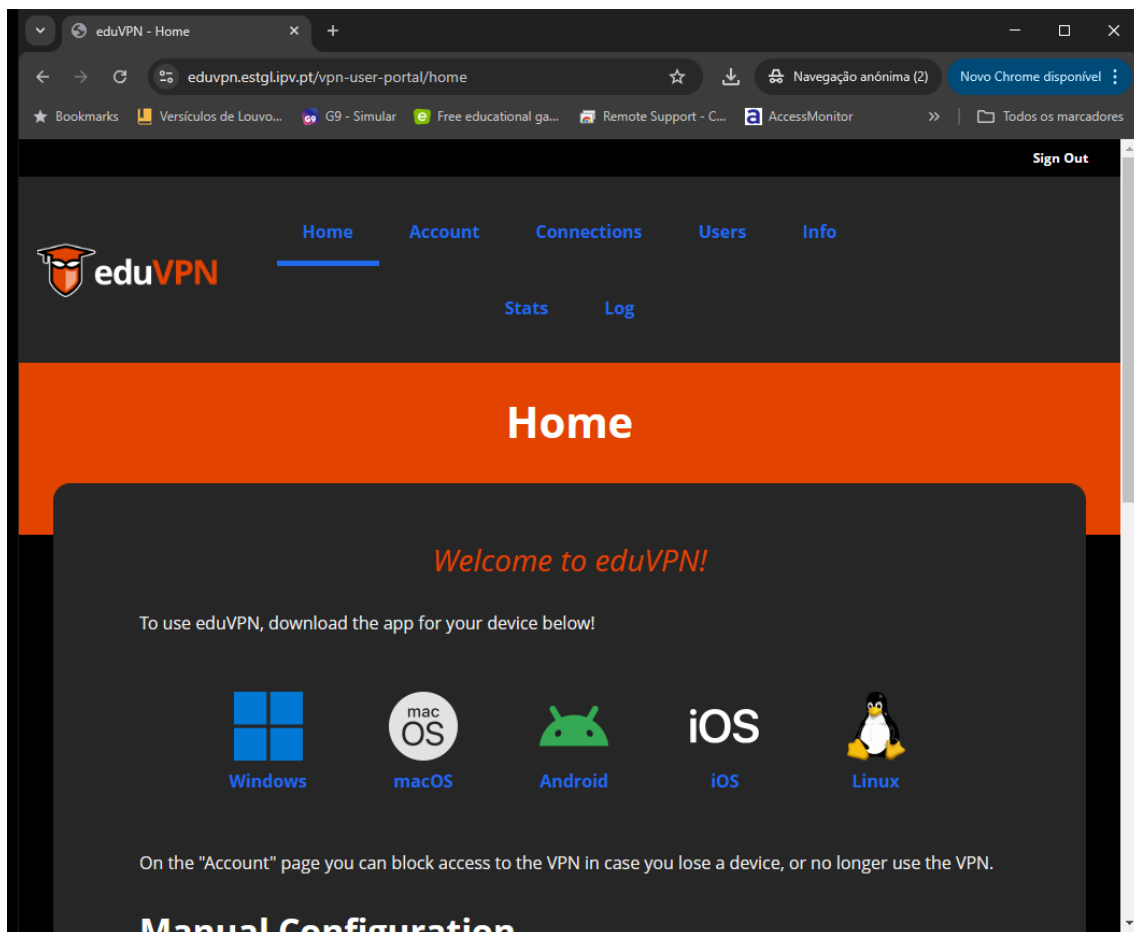 eduVPN - Home
eduvpn.estgl.ipv.pt/vpn-user-portal/home
Navegação anónima (2)
Novo Chrome disponível
Bookmarks
Versículos de Louvo...
G9 - Simular
Free educational ga...
Remote Support - C...
AccessMonitor
Todos os marcadores
Sign Out
Home Account Connections Users Info
eduVPN
Stats Log
Home
Welcome to eduVPN!
To use eduVPN, download the app for your device below!
mac
OS
iOS
Windows macOS Android iOS Linux
On the "Account" page you can block access to the VPN in case you lose a device, or no longer use the VPN.
Manual Configuration